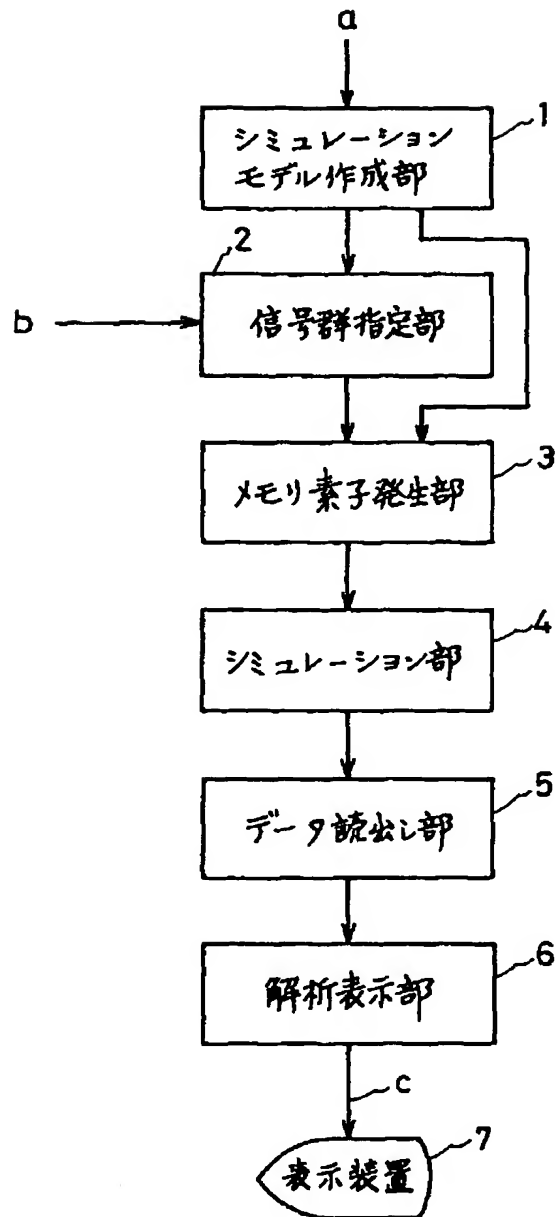 a
1
シミュレーション
モデル作成部
2
b
信号群指定部
3
メモリ素子発生部
4
シミュレーション部
5
データ読出し部
6
解析表示部
c
7
表示装置